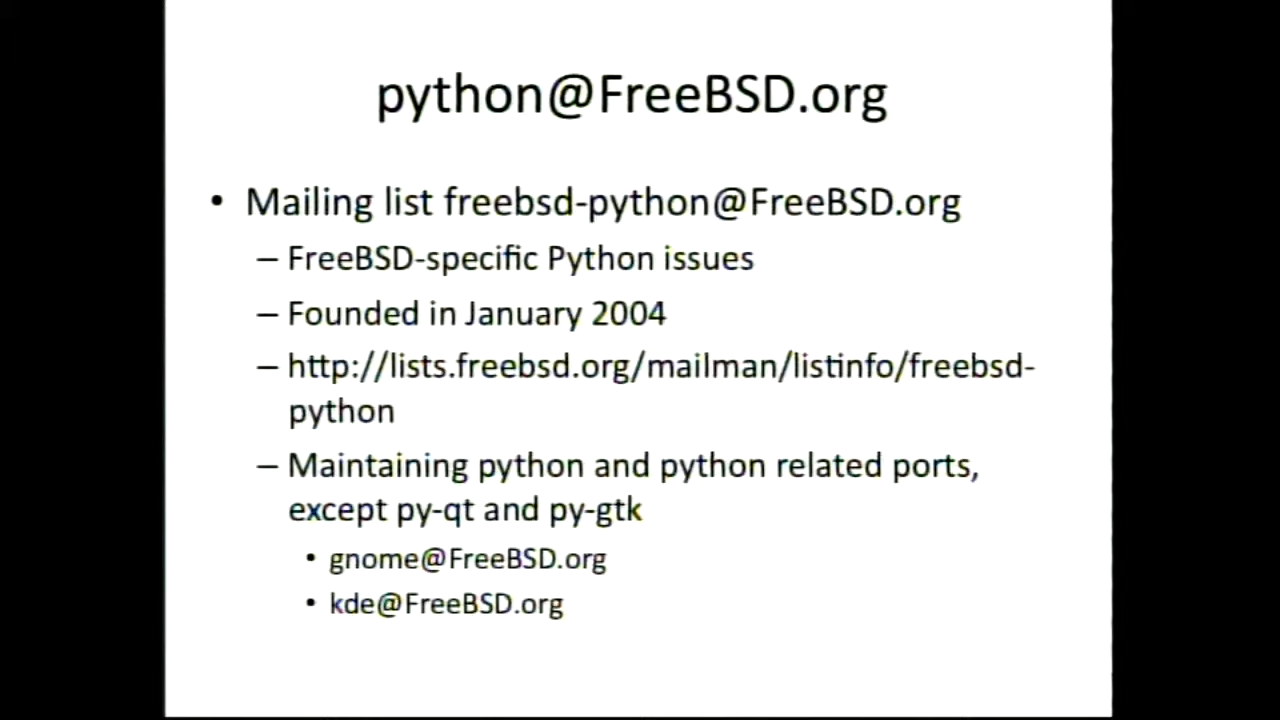 python@FreeBSD.org
• Mailing list freebsd-python@FreeBSD.org
– FreeBSD-specific Python issues
– Founded in January 2004
– http://lists.freebsd.org/mailman/listinfo/freebsd-
python
– Maintaining python and python related ports,
except py-qt and py-gtk
• gnome@FreeBSD.org
• kde@FreeBSD.org